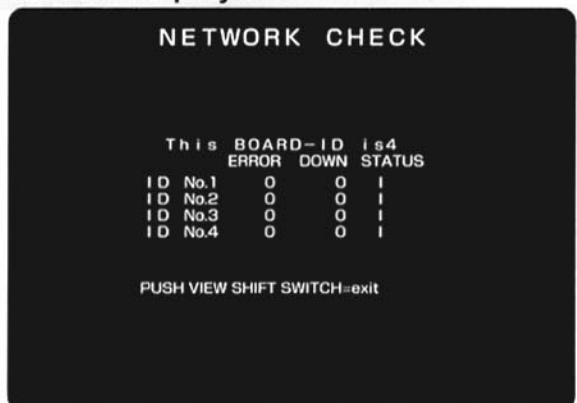 NETWORK CHECK
This BOARD-ID is4
ERROR DOWN STATUS
ID No.1 0 0 I
ID No.2 0 0 I
ID No.3 0 0 I
ID No.4 0 0 I
PUSH VIEW SHIFT SWITCH=exit